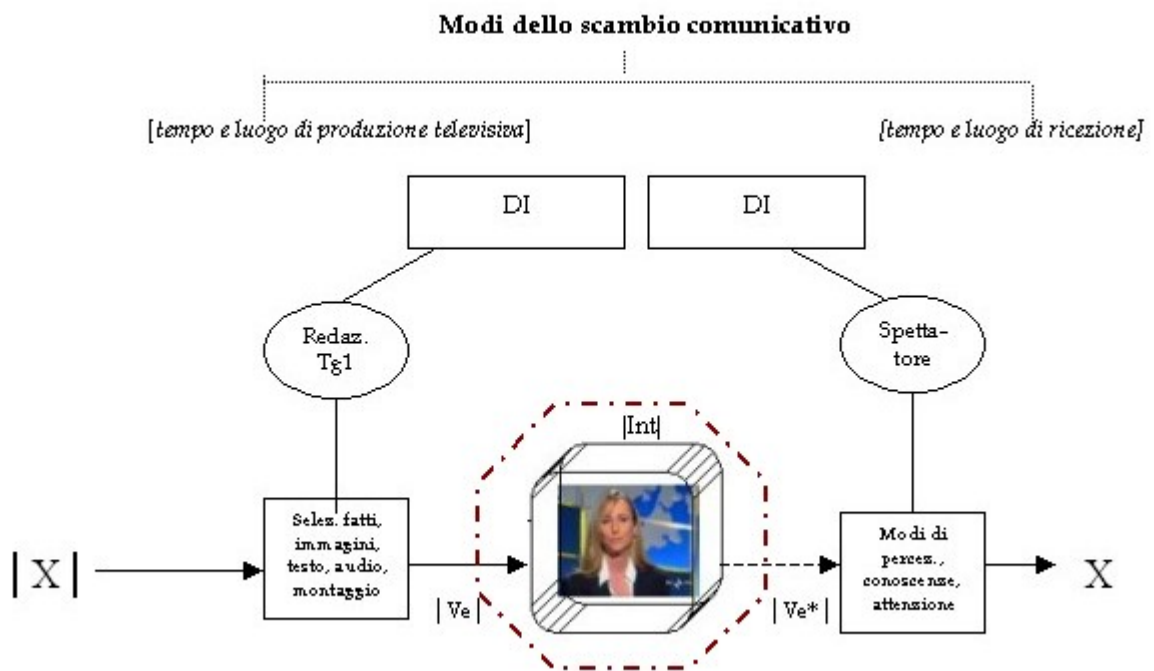 Modi dello scambio comunicativo
[tempo e luogo di produzione televisiva]
[tempo e luogo di ricezione]
DI
DI
Redaz.
Tg1
Spetta-
tore
|Int|
Selez. fatti,
immagini,
testo, audio,
montaggio
Modi di
percez.,
conoscenze,
attenzione
|X|
X
|Ve|
|Ve*|